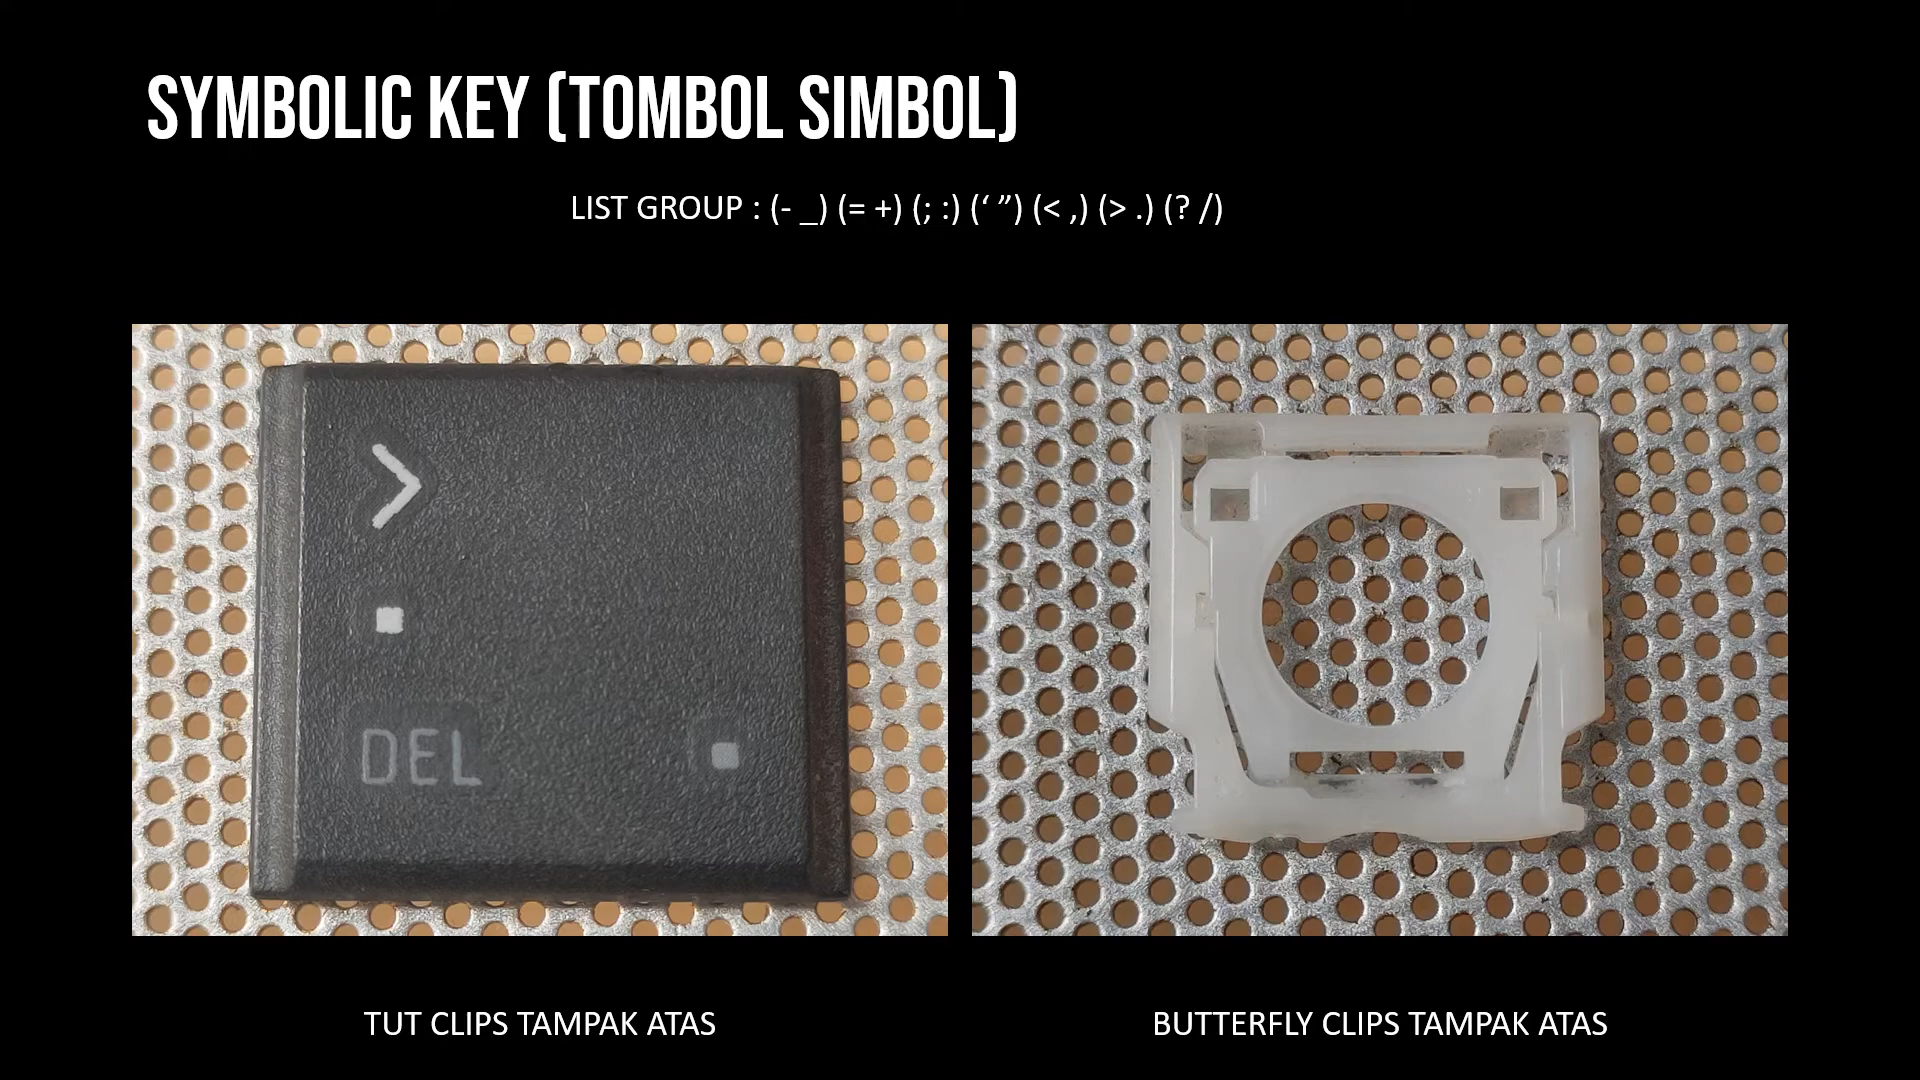 SYMBOLIC KEY (TOMBOL SIMBOL)
LIST GROUP : (- _) (= +) (; :) (‘ ”) (< ,) (> .) (? /)
>
.
DEL .
TUT CLIPS TAMPAK ATAS
BUTTERFLY CLIPS TAMPAK ATAS